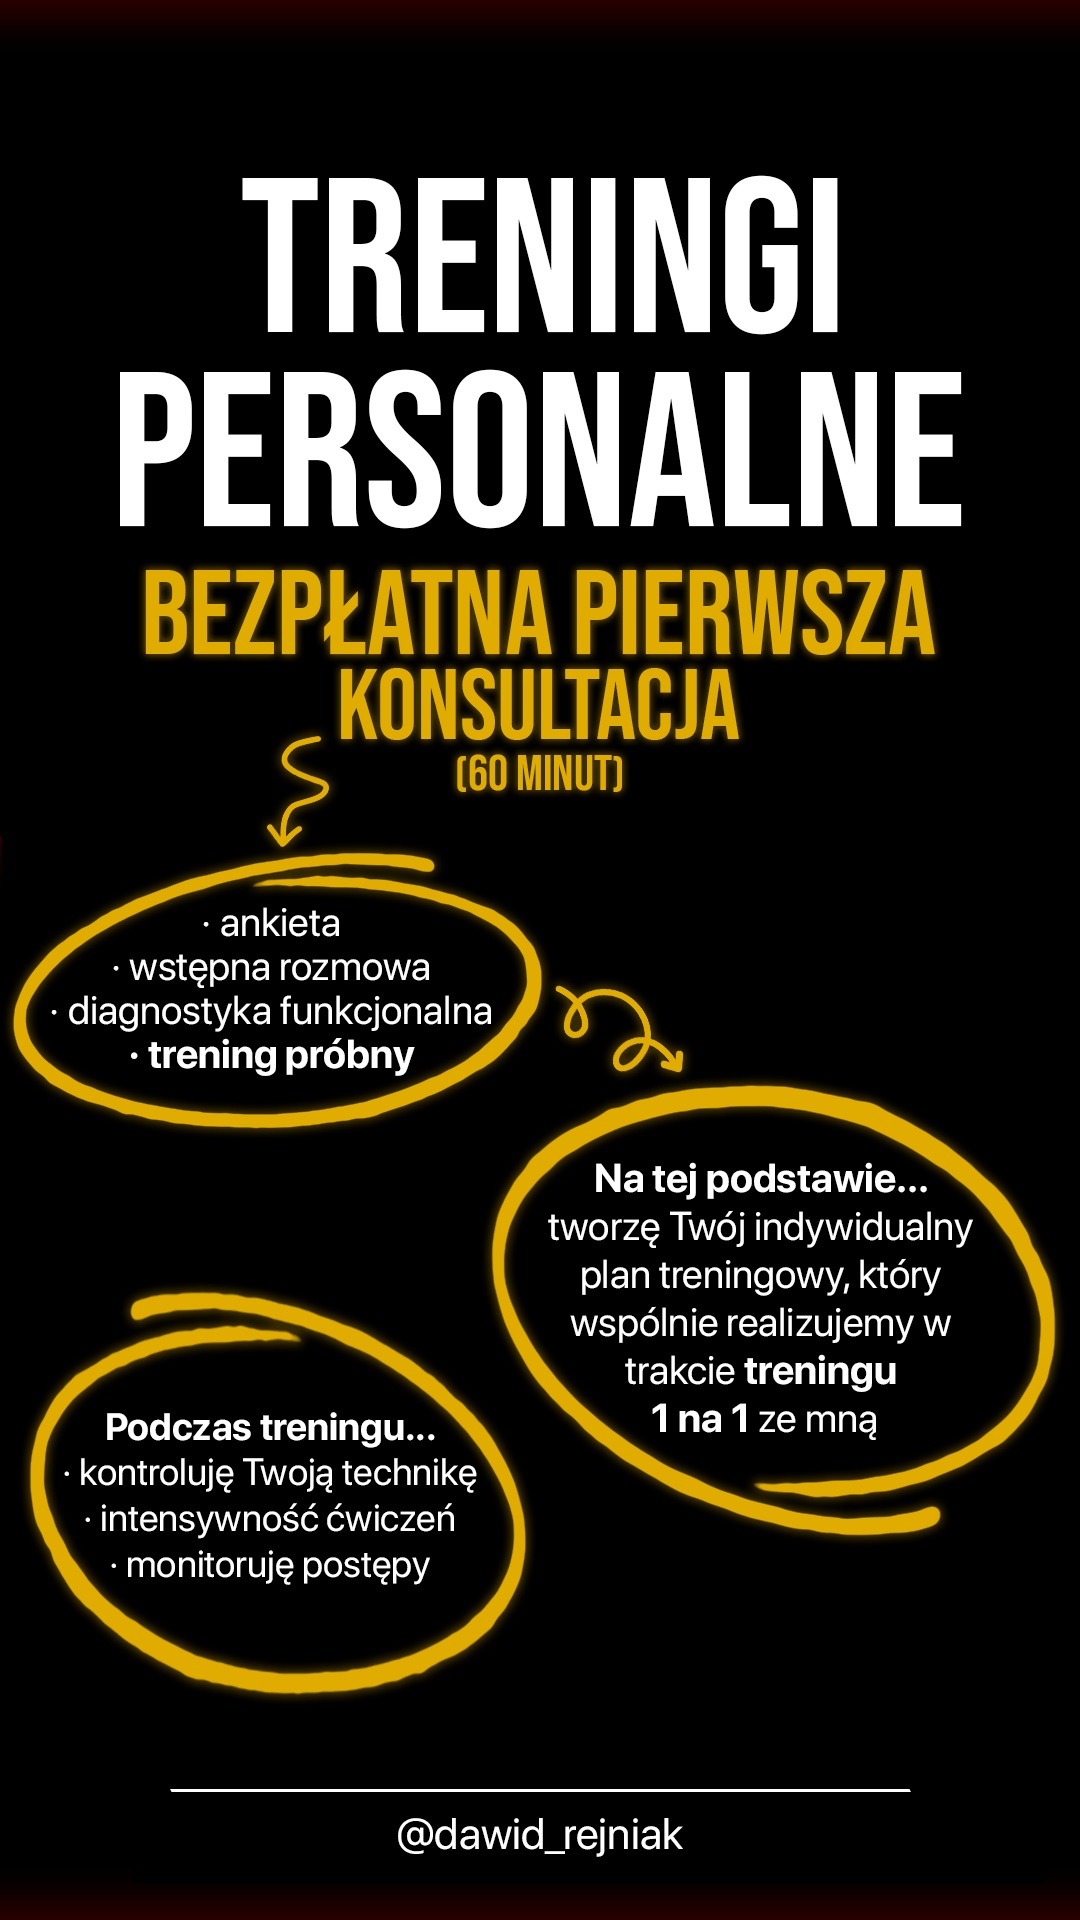 TRENINGI
PERSONALNE
BEZPŁATNA PIERWSZA
KONSULTACJA
(60 MINUT)
· ankieta
· wstępna rozmowa
· diagnostyka funkcjonalna
· trening próbny
Na tej podstawie...
tworzę Twój indywidualny
plan treningowy, który
wspólnie realizujemy w
trakcie treningu
1 na 1 ze mną
Podczas treningu...
· kontroluję Twoją technikę
· intensywność ćwiczeń
· monitoruję postępy
@dawid_rejniak